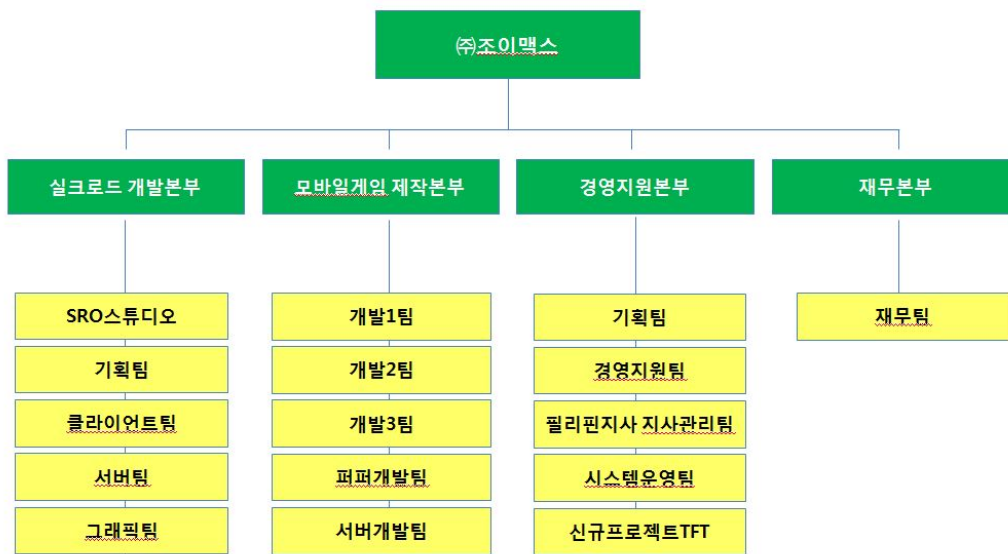 ㈜조이맥스
실크로드 개발본부
모바일게임 제작본부
경영지원본부
재무본부
SRO스튜디오
기획팀
클라이언트팀
서버팀
그래픽팀
개발1팀
개발2팀
개발3팀
퍼퍼개발팀
서버개발팀
기획팀
경영지원팀
필리핀지사 지사관리팀
시스템운영팀
신규프로젝트TFT
재무팀